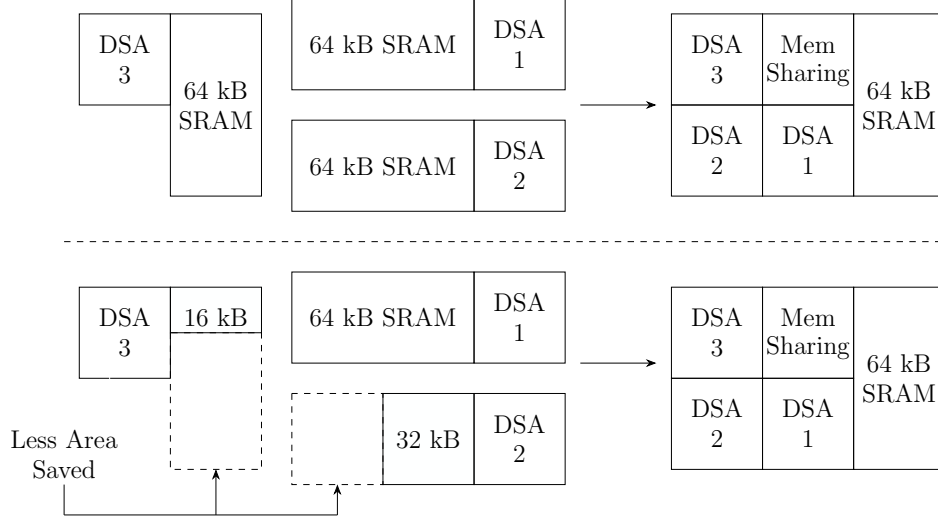 DSA
3
64 kB
SRAM
64 kB SRAM
DSA
1
64 kB SRAM
DSA
2
DSA
3
Mem
Sharing
DSA
2
DSA
1
64 kB
SRAM
DSA
3
16 kB
64 kB SRAM
DSA
1
32 kB
DSA
2
Less Area
Saved
DSA
3
Mem
Sharing
DSA
2
DSA
1
64 kB
SRAM